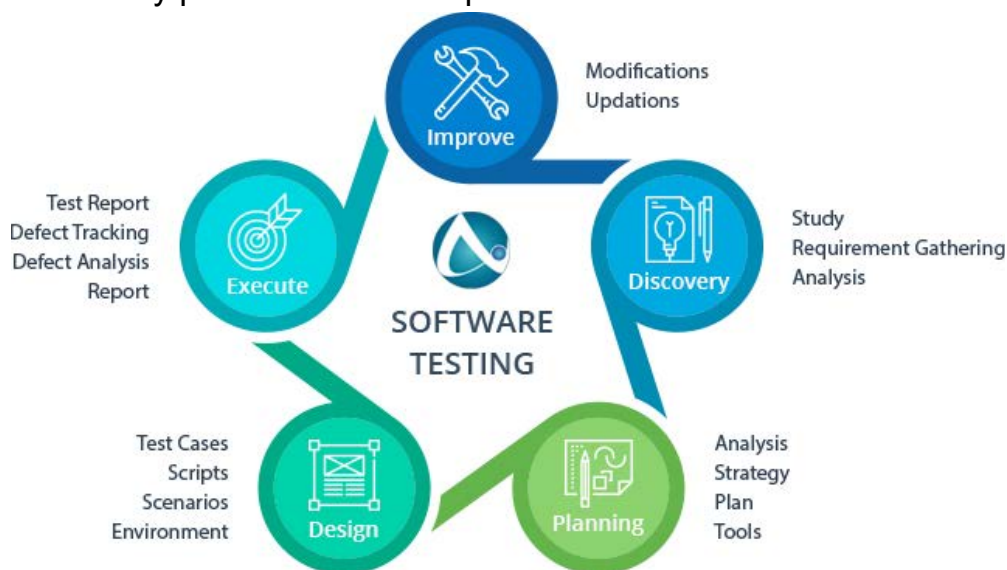 Improve
Modifications
Updations
Discovery
Study
Requirement Gathering
Analysis
Planning
Analysis
Strategy
Plan
Tools
Design
Test Cases
Scripts
Scenarios
Environment
Execute
Test Report
Defect Tracking
Defect Analysis
Report
SOFTWARE
TESTING